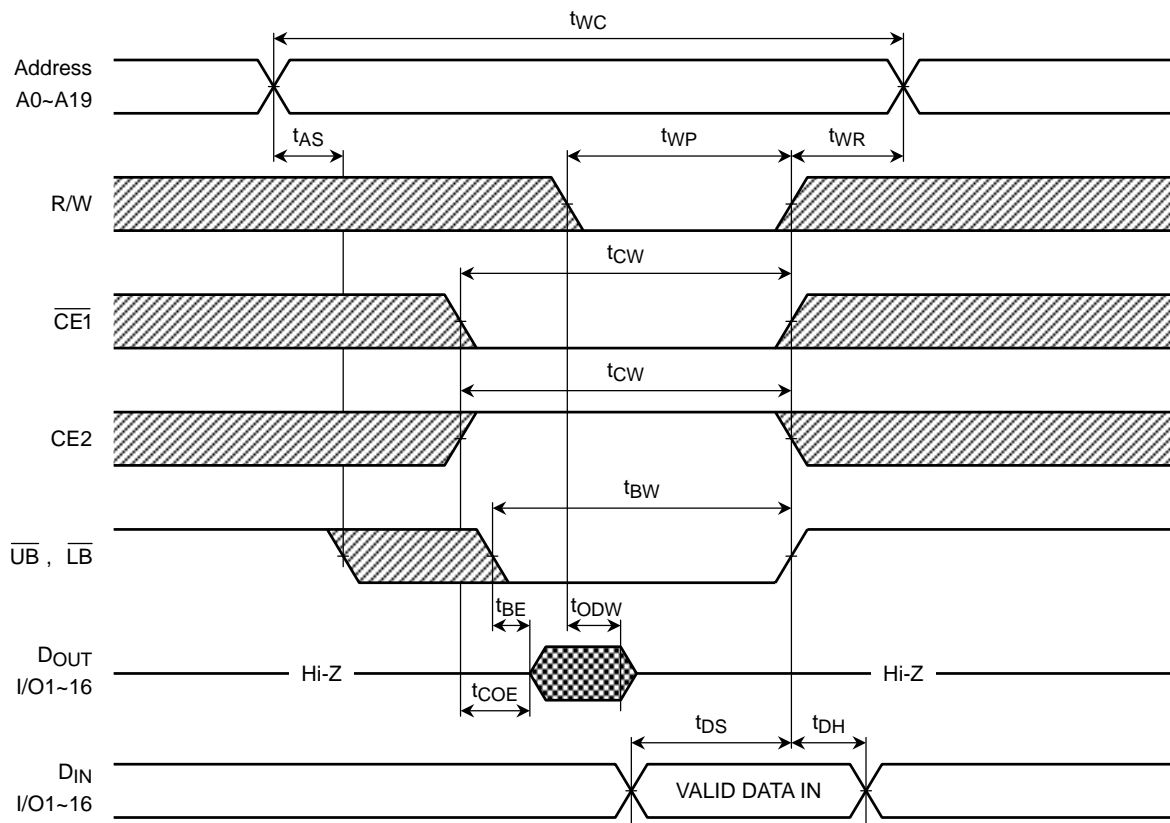 tWC
Address
A0~A19
tAS
tWP
tWR
R/W
tCW
CE1
tCW
CE2
tBW
UB , LB
tBE
tODW
DOUT
I/O1~16
Hi-Z
Hi-Z
tCOE
tDS
tDH
DIN
I/O1~16
VALID DATA IN